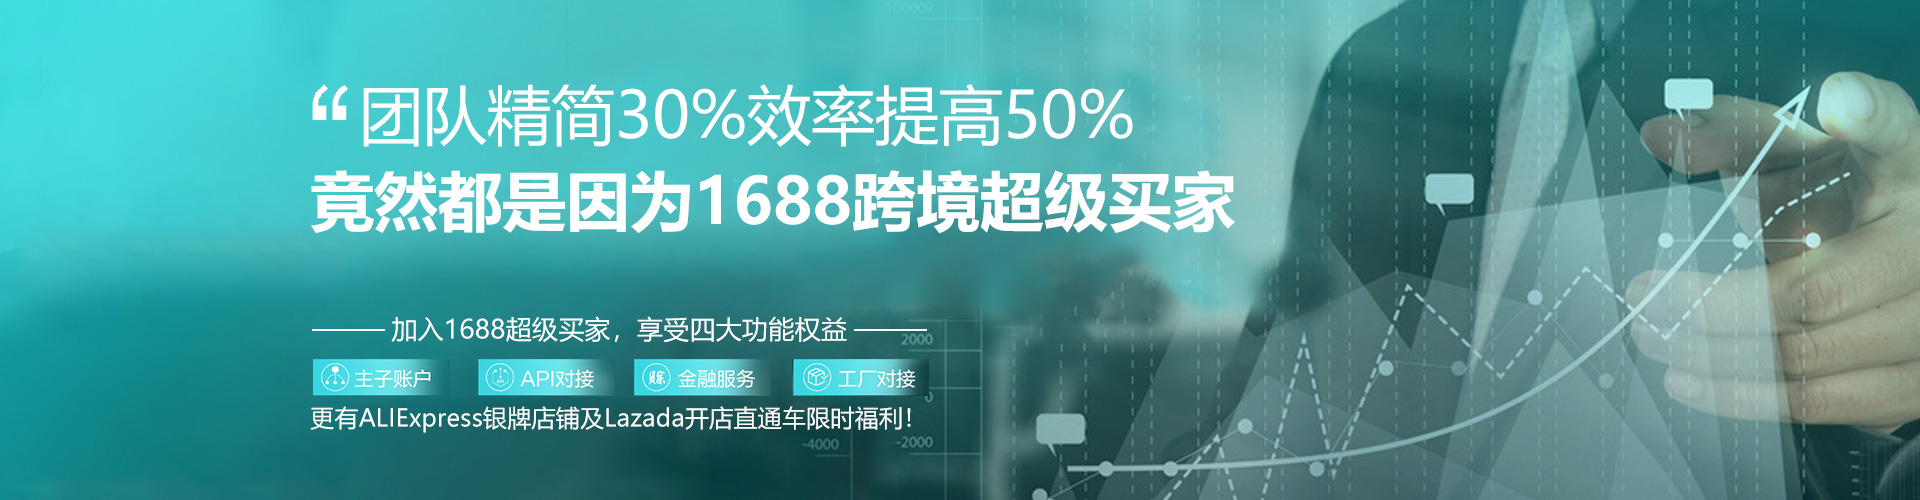 100000
“团队精简30%效率提高50%
竟然都是因为1688跨境超级买家
加入1688超级买家，享受四大功能权益
2000
主子账户 API对接 金融服务 工厂对接
0
更有ALIExpress银牌店铺及Lazada开店直通车限时福利！
-4000 -2000